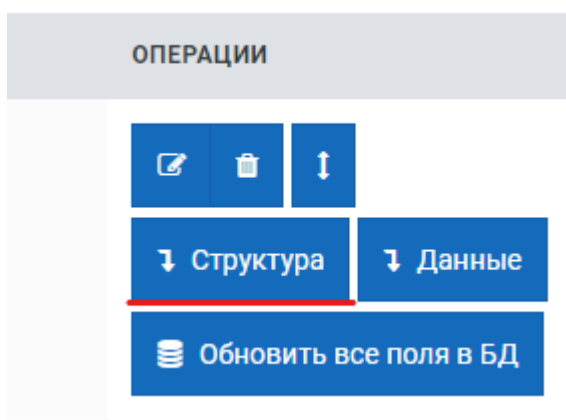 ОПЕРАЦИИ
Структура
Данные
Обновить все поля в БД